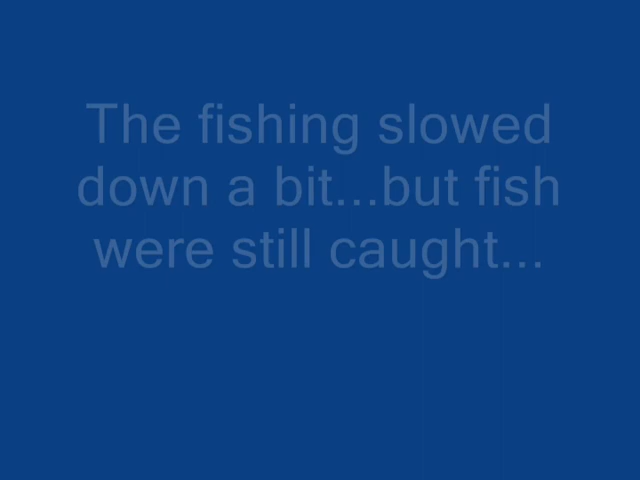 The fishing slowed
down a bit...but fish
were still caught...